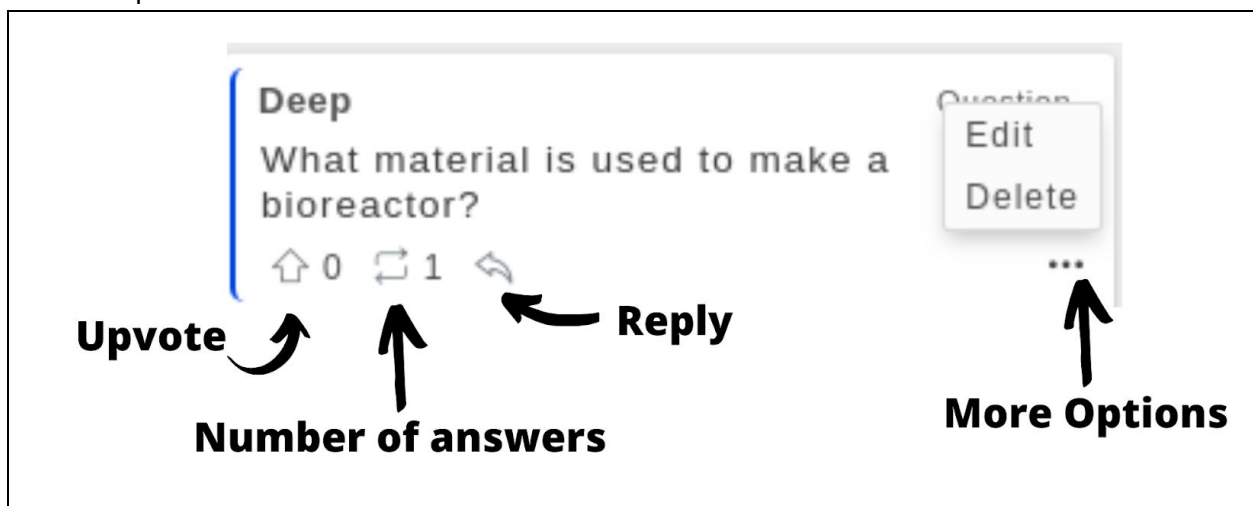 Deep
Question
What material is used to make a
bioreactor?
Edit
Delete
0 1
Upvote
Reply
Number of answers
More Options